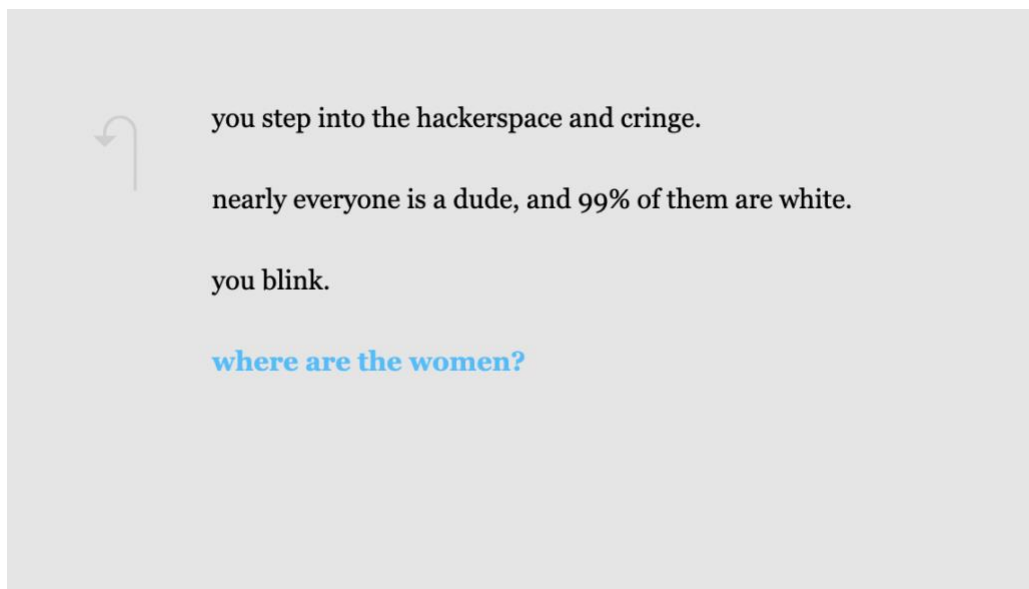 you step into the hackerspace and cringe.
nearly everyone is a dude, and 99% of them are white.
you blink.
where are the women?